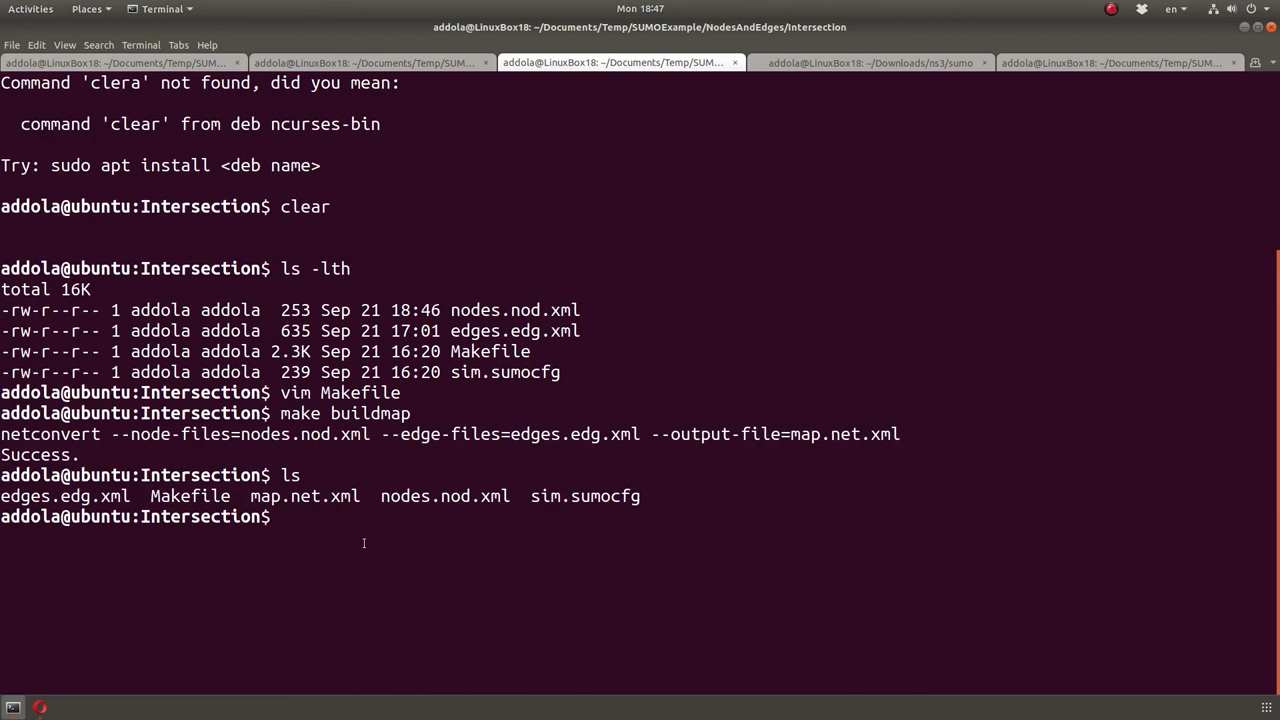 Activities Places Terminal Mon 18:47 en
addola@LinuxBox18: ~/Documents/Temp/SUMOExample/NodesAndEdges/Intersection
File Edit View Search Terminal Tabs Help
addola@LinuxBox18: ~/Documents/Temp/SUM... × addola@LinuxBox18: ~/Documents/Temp/SUM... × addola@LinuxBox18: ~/Documents/Temp/SUM... × addola@LinuxBox18: ~/Downloads/ns3/sumo × addola@LinuxBox18: ~/Documents/Temp/SUM... ×
Command 'clera' not found, did you mean:
command 'clear' from deb ncurses-bin
Try: sudo apt install <deb name>
addola@ubuntu:Intersection$ clear
addola@ubuntu:Intersection$ ls -lth
total 16K
-rw-r--r-- 1 addola addola  253 Sep 21 18:46 nodes.nod.xml
-rw-r--r-- 1 addola addola  635 Sep 21 17:01 edges.edg.xml
-rw-r--r-- 1 addola addola 2.3K Sep 21 16:20 Makefile
-rw-r--r-- 1 addola addola  239 Sep 21 16:20 sim.sumocfg
addola@ubuntu:Intersection$ vim Makefile
addola@ubuntu:Intersection$ make buildmap
netconvert --node-files=nodes.nod.xml --edge-files=edges.edg.xml --output-file=map.net.xml
Success.
addola@ubuntu:Intersection$ ls
edges.edg.xml  Makefile  map.net.xml  nodes.nod.xml  sim.sumocfg
addola@ubuntu:Intersection$